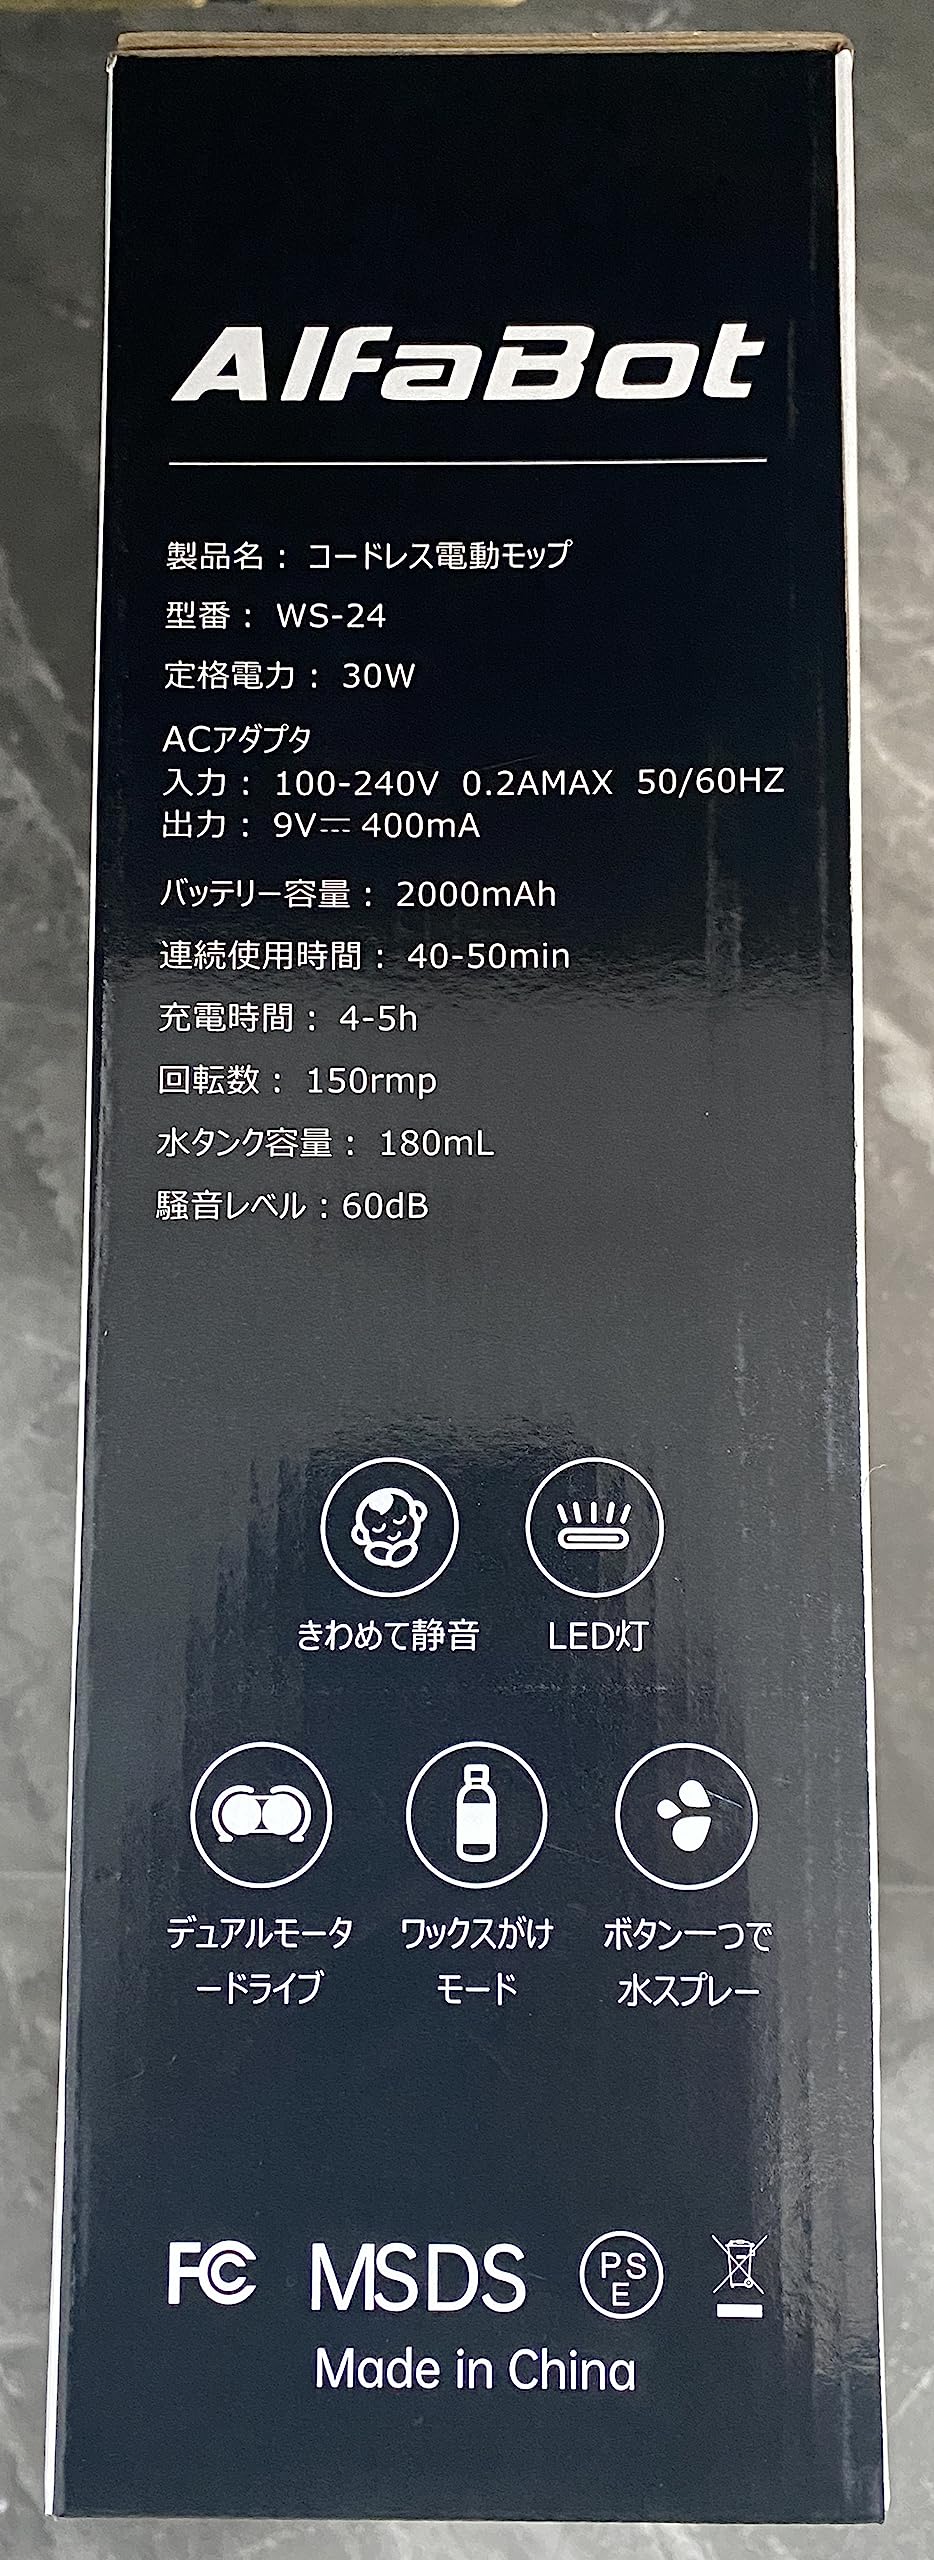 AlfaBot
製品名： コードレス電動モップ
型番： WS-24
定格電力： 30W
ACアダプタ
入力： 100-240V 0.2AMAX 50/60HZ
出力： 9V⎓400mA
バッテリー容量： 2000mAh
連続使用時間： 40-50min
充電時間： 4-5h
回転数： 150rmp
水タンク容量： 180mL
騒音レベル：60dB
きわめて静音 LED灯
デュアルモータ ワックスがけ ボタン一つで
ードライブ モード 水スプレー
FC MSDS PSE
Made in China